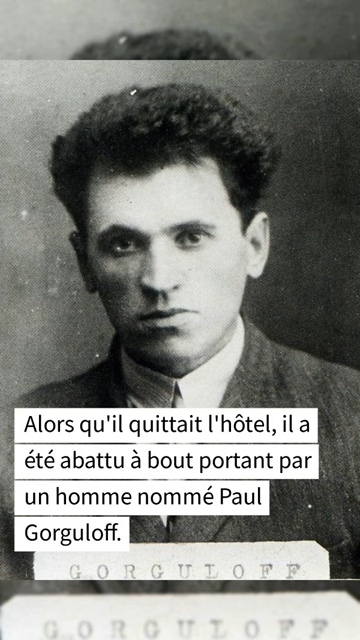 Alors qu'il quittait l'hôtel, il a
été abattu à bout portant par
un homme nommé Paul
Gorguloff.
GORGULOFF
GORGULOFF